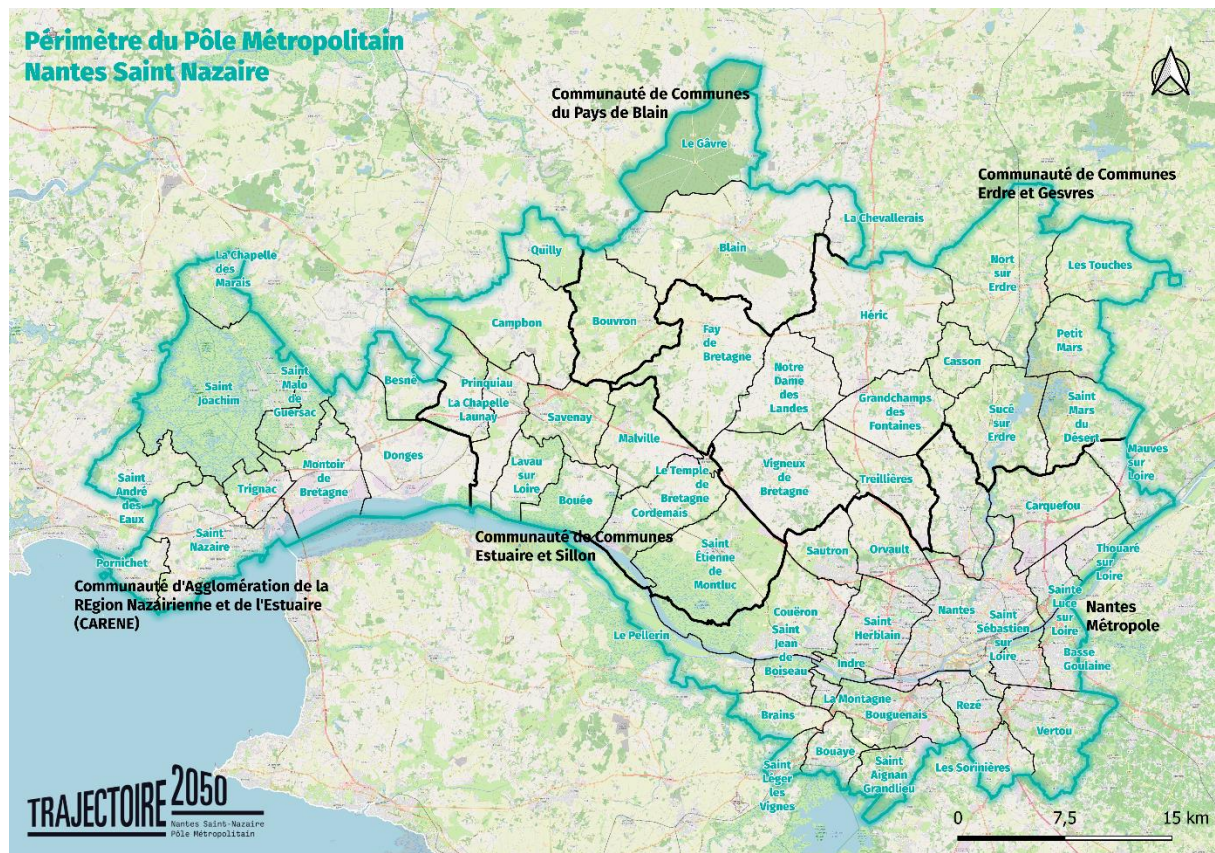 Périmètre du Pôle Métropolitain
Nantes Saint Nazaire
Communauté de Communes
du Pays de Blain
Le Gâvre
Communauté de Communes
Erdre et Gesvres
La Chevallerais
Quilly
Blain
Nort
sur
Erdre
Les Touches
La Chapelle
des
Marais
Campbon
Bouvron
Fay
de
Bretagne
Héric
Petit
Mars
Casson
Saint
Joachim
Saint
Malo
de
Guersac
Besné
Prinquiau
La Chapelle
Launay
Savenay
Notre
Dame
des
Landes
Grandchamps
des
Fontaines
Sucé
sur
Erdre
Saint
Mars
du
Désert
Malville
Mauves
sur
Loire
Donges
Montoir
de
Bretagne
Trignac
Lavau
sur
Loire
Bouée
Le Temple
de
Bretagne
Cordemais
Vigneux
de
Bretagne
Treillières
Saint
André
des
Eaux
Saint
Nazaire
Carquefou
Communauté de Communes
Estuaire et Sillon
Saint
Étienne
de
Montluc
Sautron
Orvault
Thouaré
sur
Loire
Pornichet
Communauté d'Agglomération de la
REgion Nazairienne et de l'Estuaire
(CARENE)
Couëron
Saint
Jean
de
Boiseau
Saint
Herblain
Nantes
Saint
Sébastien
sur
Loire
Sainte
Luce
sur
Loire
Nantes
Métropole
Le Pellerin
Indre
Basse
Goulaine
La Montagne
Brains
Bouguenais
Rezé
Vertou
Bouaye
Saint
Léger
les
Vignes
Saint
Aignan
Grandlieu
Les Sorinières
TRAJECTOIRE 2050
Nantes Saint-Nazaire
Pôle Métropolitain
0 7,5 15 km